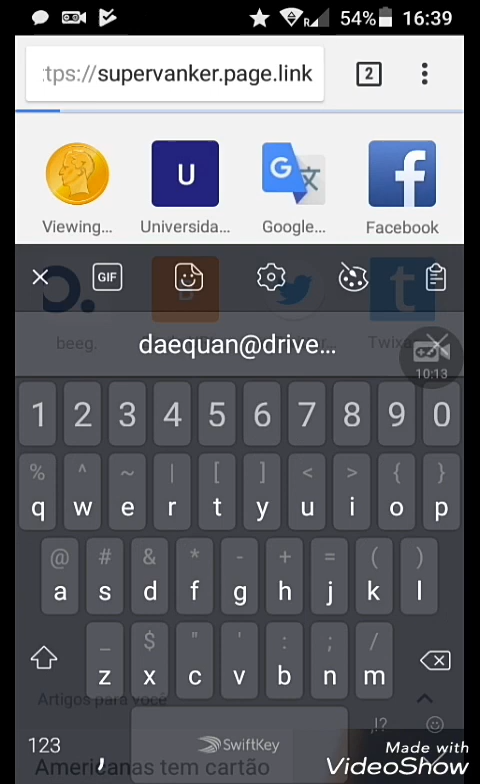 R 54% 16:39
ttps://supervanker.page.link 2
U G
Viewing... Universida... Google... Facebook
GIF
beeg. Twixa
daequan@drive...
10:13
1 2 3 4 5 6 7 8 9 0
% ^ ~ | [ ] < > { }
q w e r t y u i o p
@ # & * - + = ( )
a s d f g h j k l
_ $ " ' : ; /
z x c v b n m
Artigos para você
,!?
123 , SwiftKey
Made with
VideoShow
Americanas tem cartão